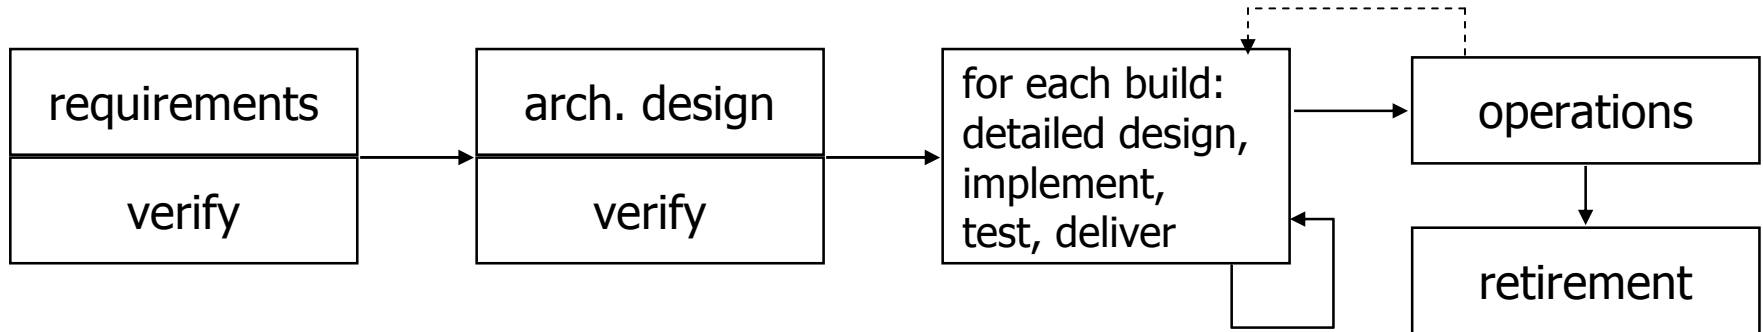 requirements
verify
arch. design
verify
for each build:
detailed design,
implement,
test, deliver
operations
retirement